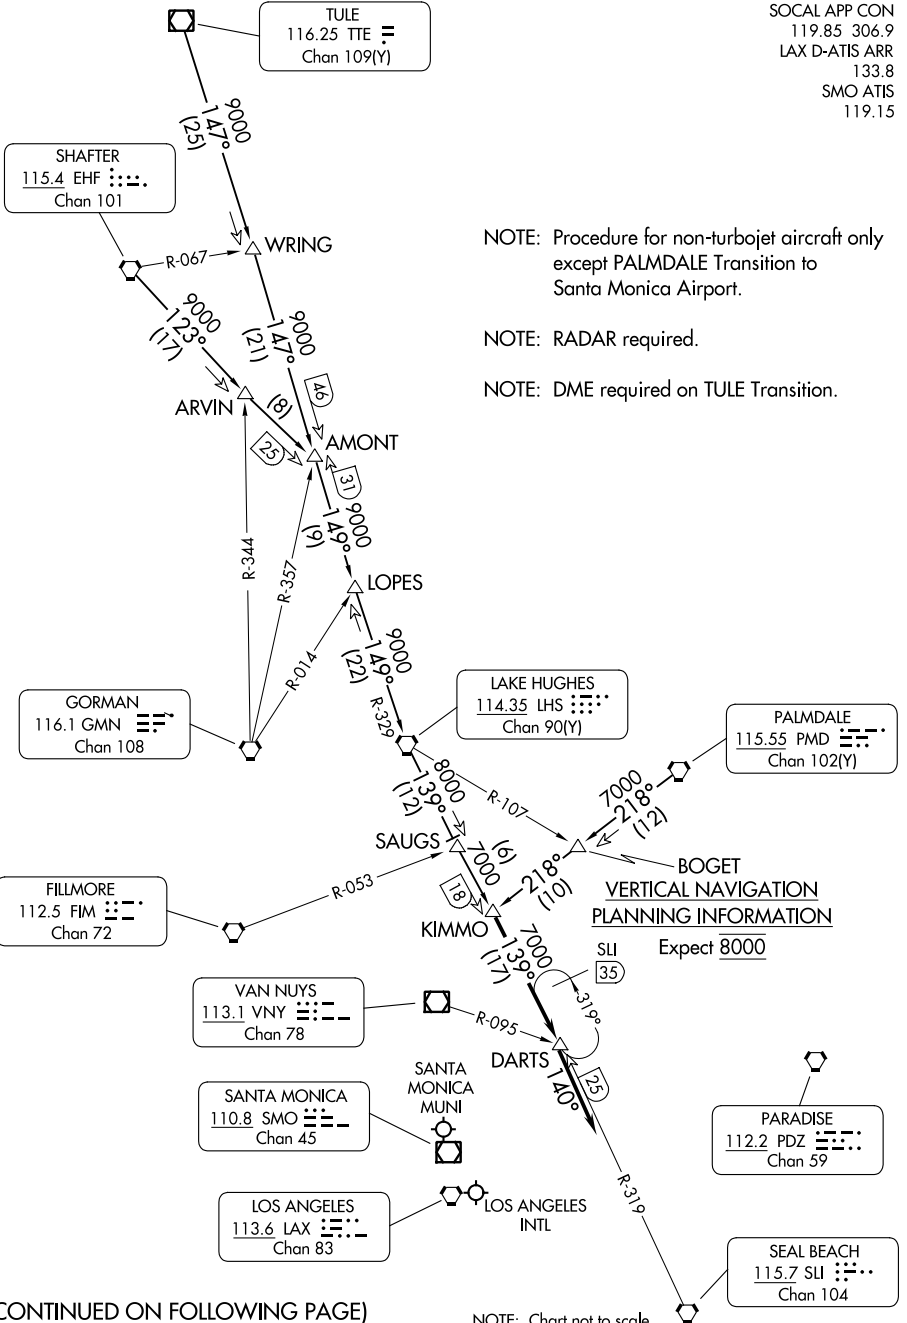 TULE
116.25 TTE
Chan 109(Y)
SOCAL APP CON
119.85 306.9
LAX D-ATIS ARR
133.8
SMO ATIS
119.15
9000
147°
(25)
SHAFTER
115.4 EHF
Chan 101
R-067
WRING
NOTE: Procedure for non-turbojet aircraft only
except PALMDALE Transition to
Santa Monica Airport.
NOTE: RADAR required.
NOTE: DME required on TULE Transition.
9000
123°
(17)
9000
147°
(21)
46
ARVIN
(8)
25
AMONT
31
9000
149°
(9)
R-344
R-357
R-014
LOPES
9000
149°
(22)
R-329
GORMAN
116.1 GMN
Chan 108
LAKE HUGHES
114.35 LHS
Chan 90(Y)
PALMDALE
115.55 PMD
Chan 102(Y)
8000
139°
(12)
R-107
7000
218°
(12)
SAUGS
(6)
7000
18
218°
(10)
BOGET
VERTICAL NAVIGATION
PLANNING INFORMATION
Expect 8000
FILLMORE
112.5 FIM
Chan 72
R-053
KIMMO
7000
139°
(17)
SLI
35
319°
VAN NUYS
113.1 VNY
Chan 78
R-095
DARTS
25
140°
SANTA
MONICA
MUNI
SANTA MONICA
110.8 SMO
Chan 45
PARADISE
112.2 PDZ
Chan 59
R-319
LOS ANGELES
113.6 LAX
Chan 83
LOS ANGELES
INTL
SEAL BEACH
115.7 SLI
Chan 104
CONTINUED ON FOLLOWING PAGE)
NOTE: Chart not to scale